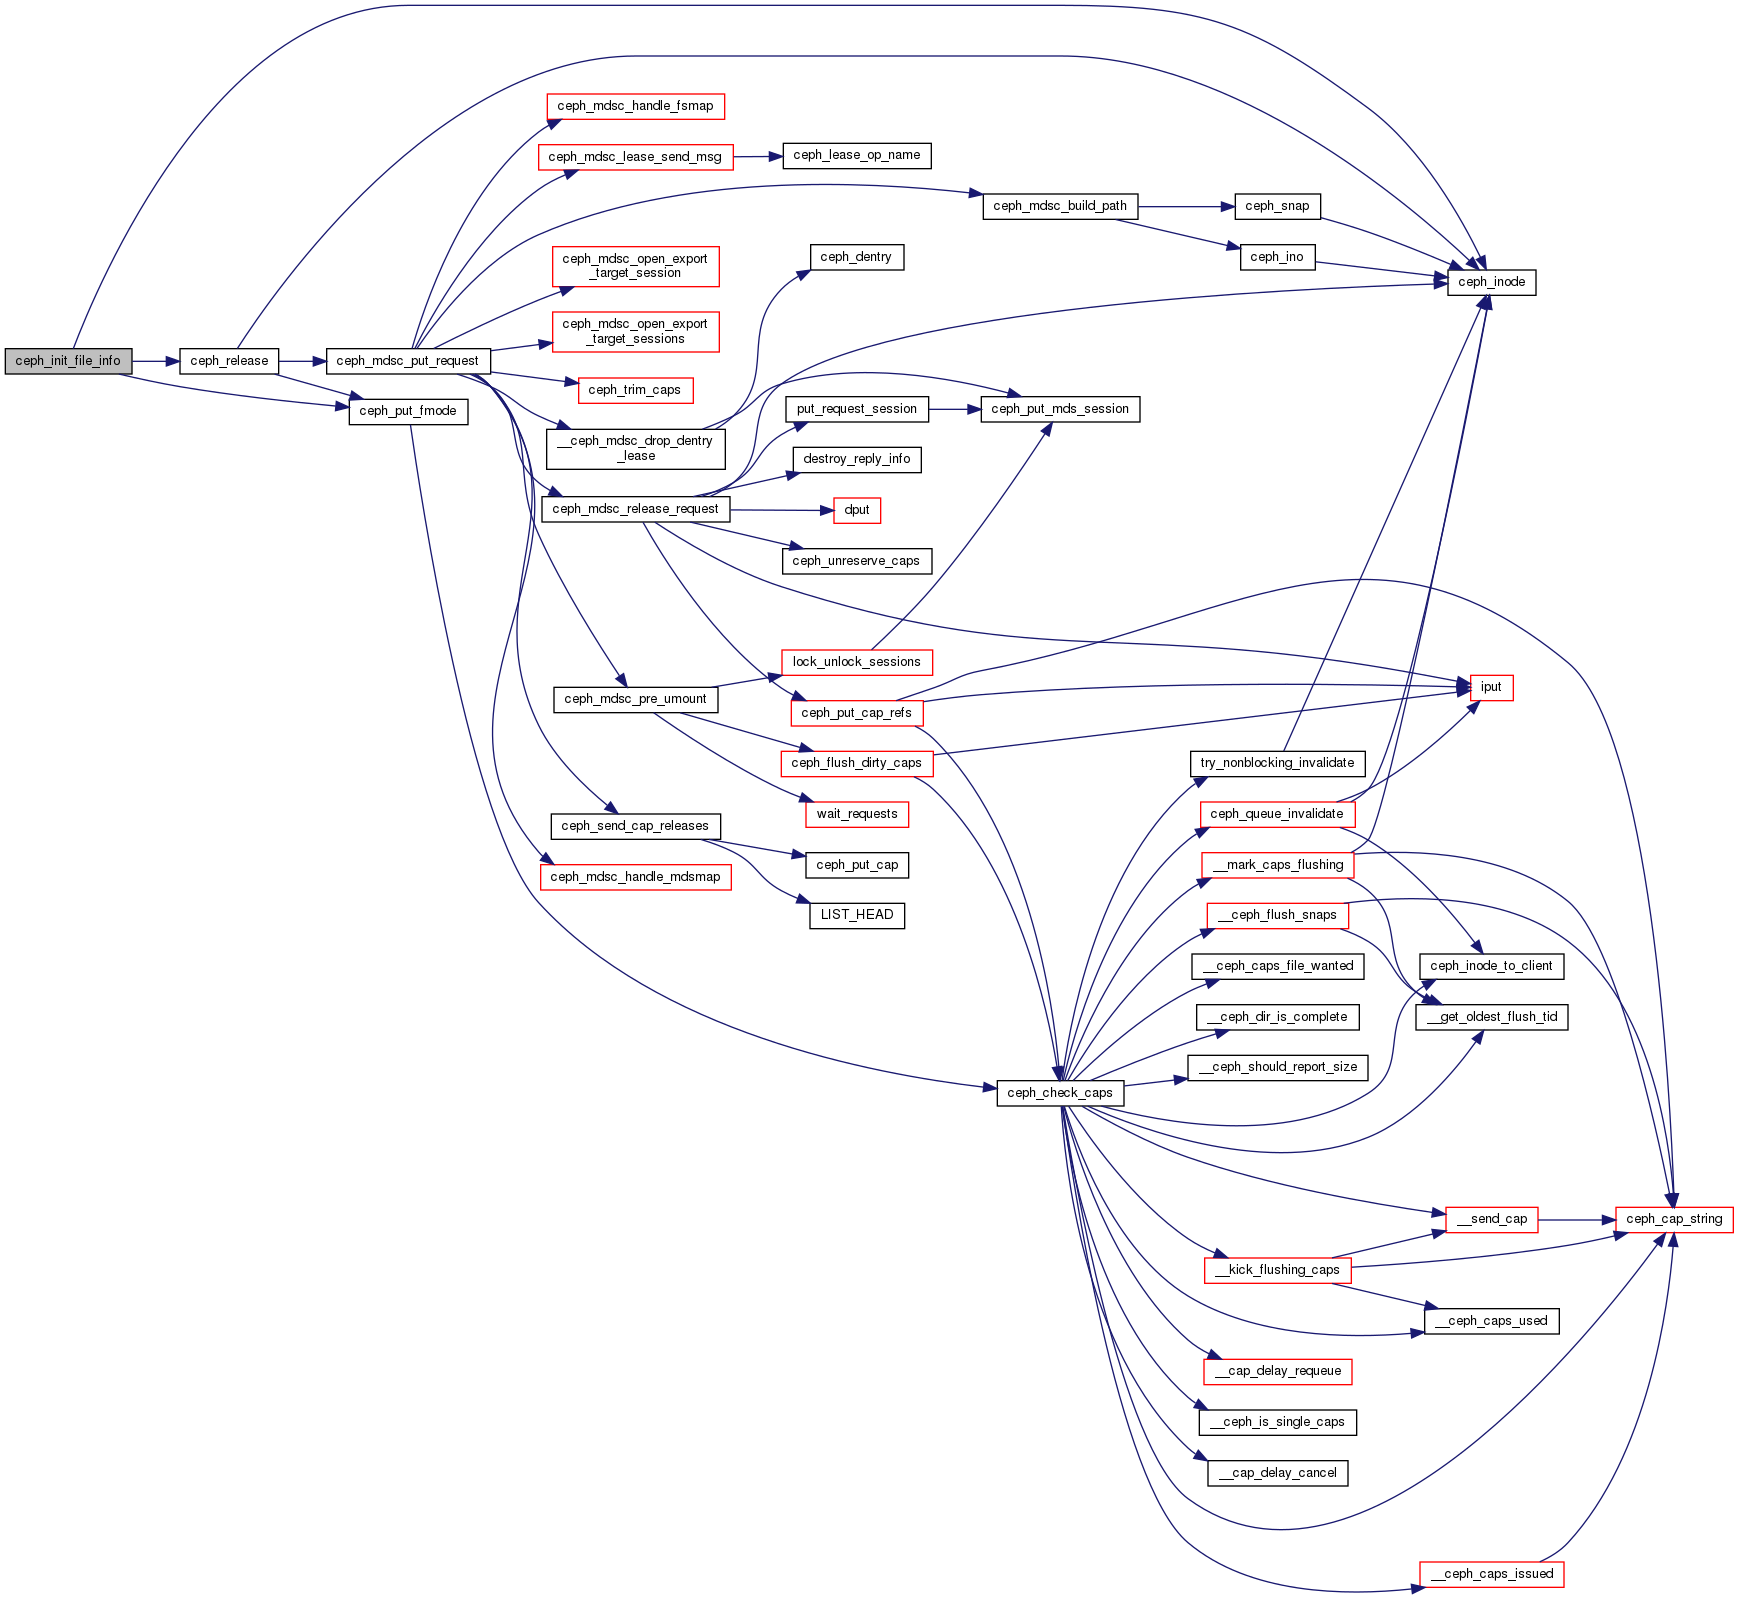 ceph_init_file_info
ceph_release
ceph_mdsc_put_request
ceph_put_fmode
ceph_mdsc_handle_fsmap
ceph_mdsc_lease_send_msg
ceph_mdsc_open_export
_target_session
ceph_mdsc_open_export
_target_sessions
ceph_trim_caps
__ceph_mdsc_drop_dentry
_lease
ceph_mdsc_release_request
ceph_mdsc_pre_umount
ceph_send_cap_releases
ceph_mdsc_handle_mdsmap
ceph_lease_op_name
ceph_dentry
put_request_session
destroy_reply_info
dput
ceph_unreserve_caps
lock_unlock_sessions
ceph_put_cap_refs
ceph_flush_dirty_caps
wait_requests
ceph_put_cap
LIST_HEAD
ceph_mdsc_build_path
ceph_put_mds_session
ceph_check_caps
ceph_snap
ceph_ino
try_nonblocking_invalidate
ceph_queue_invalidate
__mark_caps_flushing
__ceph_flush_snaps
__ceph_caps_file_wanted
__ceph_dir_is_complete
__ceph_should_report_size
__kick_flushing_caps
__cap_delay_requeue
__ceph_is_single_caps
__cap_delay_cancel
ceph_inode
iput
ceph_inode_to_client
__get_oldest_flush_tid
__send_cap
__ceph_caps_used
__ceph_caps_issued
ceph_cap_string